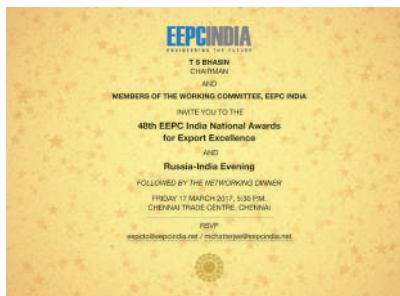 EEPCINDIA
ENGINEERING THE FUTURE
T S BHASIN
CHAIRMAN
AND
MEMBERS OF THE WORKING COMMITTEE, EEPC INDIA
INVITE YOU TO THE
48th EEPC India National Awards
for Export Excellence
AND
Russia-India Evening
FOLLOWED BY THE NETWORKING DINNER
FRIDAY 17 MARCH 2017, 5:30 P.M.
CHENNAI TRADE CENTRE, CHENNAI
RSVP
eepcto@eepcindia.net / mchatterjee@eepcindia.net